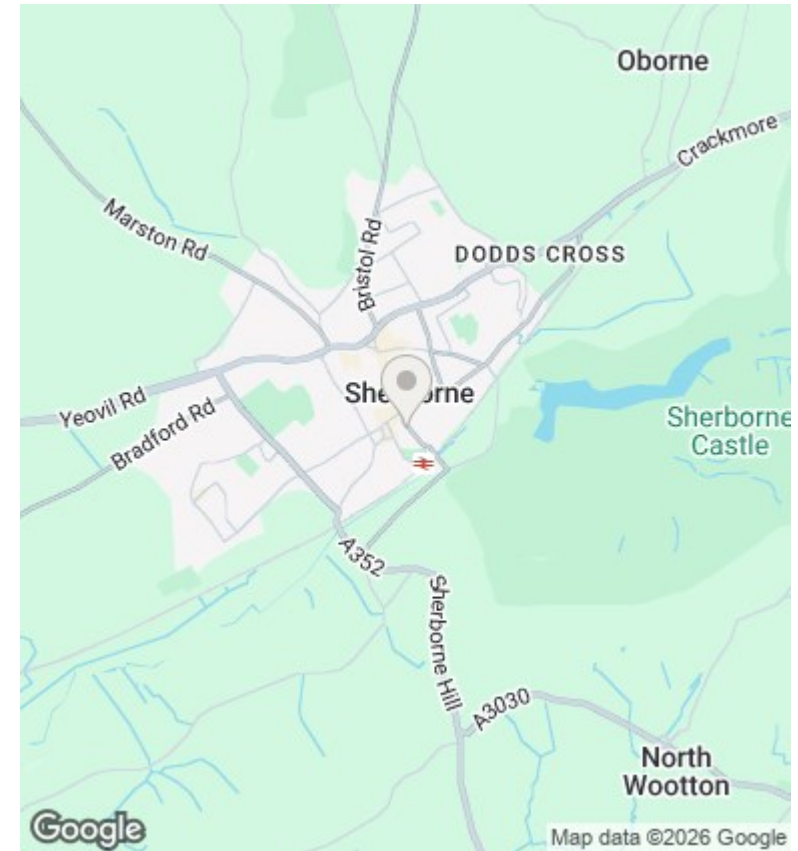 Oborne
Crackmore
Marston Rd
Bristol Rd
DODDS CROSS
Sherborne
Yeovil Rd
Bradford Rd
Sherborne
Castle
A352
Sherborne Hill
A3030
North
Wootton
Google
Map data ©2026 Google